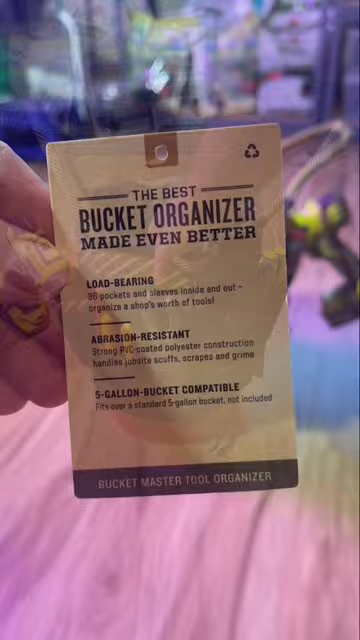 THE BEST
BUCKET ORGANIZER
MADE EVEN BETTER
LOAD-BEARING
36 pockets and sleeves inside and out –
organize a shop's worth of tools!
ABRASION-RESISTANT
Strong PVC-coated polyester construction
handles jobsite scuffs, scrapes and grime
5-GALLON-BUCKET COMPATIBLE
Fits over a standard 5-gallon bucket, not included
BUCKET MASTER TOOL ORGANIZER